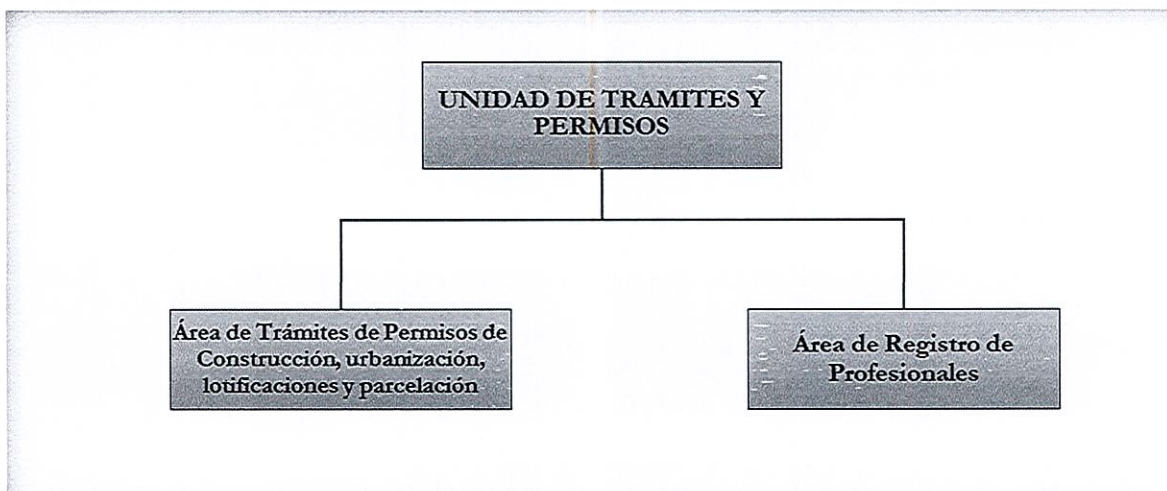 UNIDAD DE TRAMITES Y
PERMISOS
Área de Trámites de Permisos de
Construcción, urbanización,
lotificaciones y parcelación
Área de Registro de
Profesionales